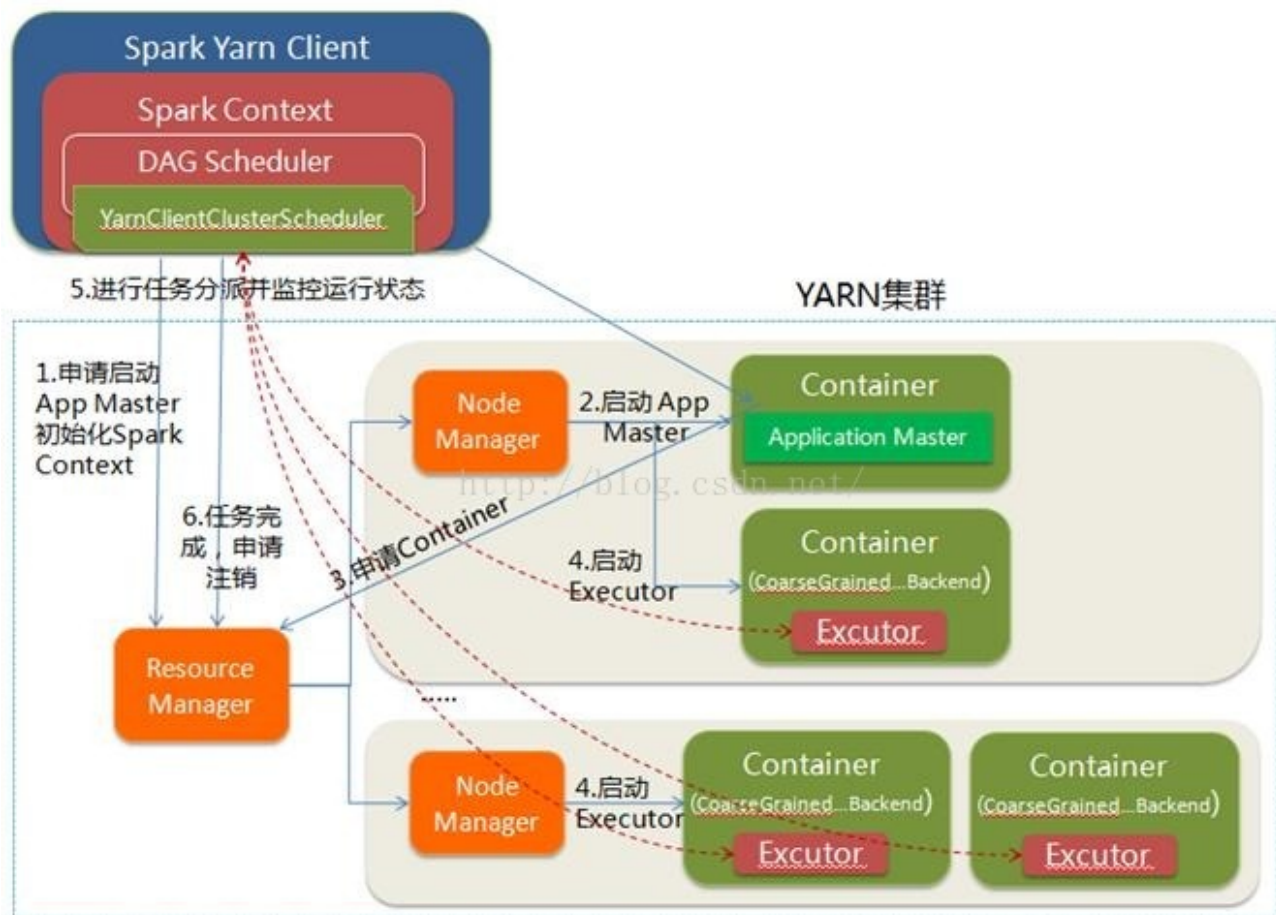 Spark Yarn Client
Spark Context
DAG Scheduler
YarnClientClusterScheduler
5.进行任务分派并监控运行状态
YARN集群
1.申请启动
App Master
初始化Spark
Context
6.任务完
成，申请
注销
3.申请Container
Resource
Manager
Node
Manager
2.启动 App
Master
Container
Application Master
http://blog.csdn.net/
4.启动
Executor
Container
(CoarseGrained...Backend)
Excutor
......
Node
Manager
4.启动
Executor
Container
(CoarseGrained...Backend)
Excutor
Container
(CoarseGrained...Backend)
Excutor